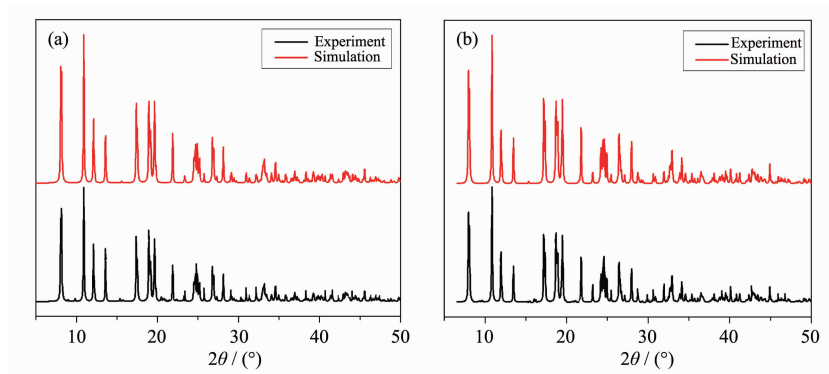 (a)
Experiment
Simulation
10 20 30 40 50
2θ / (°)
(b)
Experiment
Simulation
10 20 30 40 50
2θ / (°)